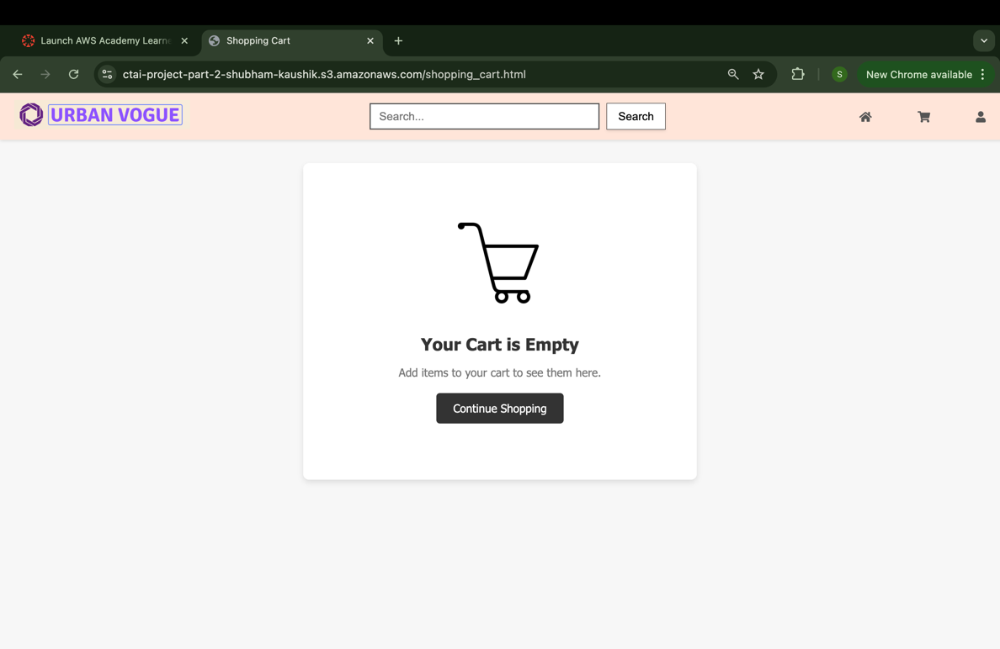 Launch AWS Academy Learne
Shopping Cart
ctai-project-part-2-shubham-kaushik.s3.amazonaws.com/shopping_cart.html
S
New Chrome available
URBAN VOGUE
Search...
Search
Your Cart is Empty
Add items to your cart to see them here.
Continue Shopping